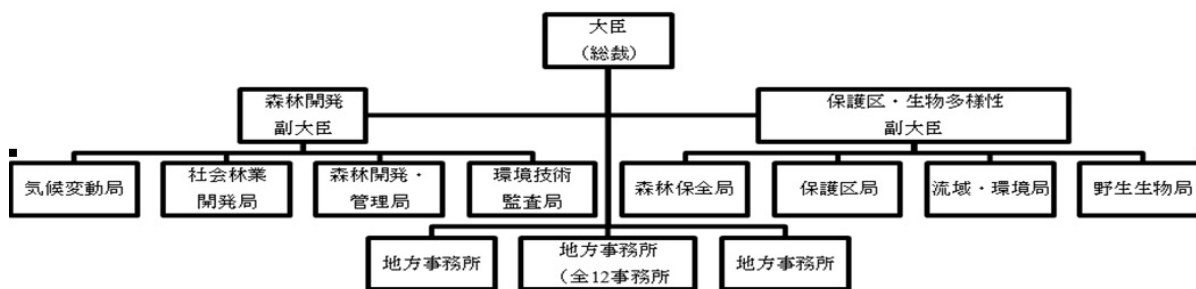 大臣
(総裁)
森林開発
副大臣
保護区・生物多様性
副大臣
気候変動局
社会林業
開発局
森林開発・
管理局
環境技術
監査局
森林保全局
保護区局
流域・環境局
野生生物局
地方事務所
地方事務所
(全12事務所
地方事務所